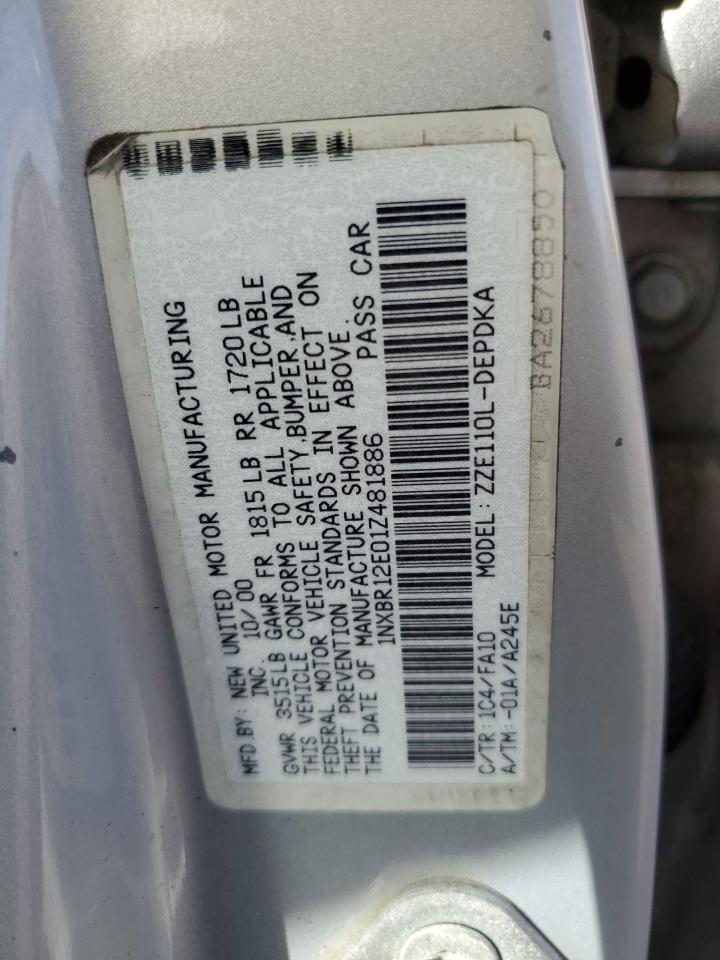 MFD.BY: NEW UNITED MOTOR MANUFACTURING
INC. 10/00
GVWR 3515LB GAWR FR 1815LB RR 1720LB
THIS VEHICLE CONFORMS TO ALL APPLICABLE
FEDERAL MOTOR VEHICLE SAFETY,BUMPER,AND
THEFT PREVENTION STANDARDS IN EFFECT ON
THE DATE OF MANUFACTURE SHOWN ABOVE.
1NXBR12E01Z481886 PASS CAR
C/TR:1C4/FA10 MODEL:ZZE110L-DEPDKA
A/TM:-01A/A245E
BA26788501